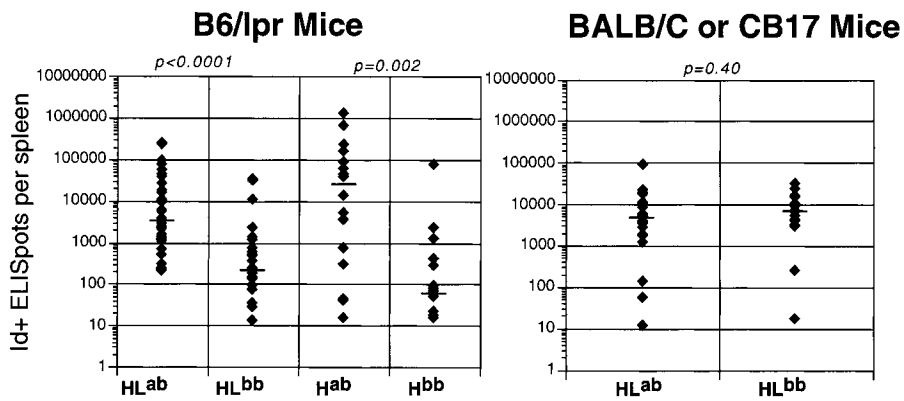 B6/lpr Mice
BALB/C or CB17 Mice
p<0.0001
p=0.002
p=0.40
Id+ ELISpots per spleen
10000000
1000000
100000
10000
1000
100
10
1
HLab
HLbb
Hab
Hbb
10000000
1000000
100000
10000
1000
100
10
1
HLab
HLbb